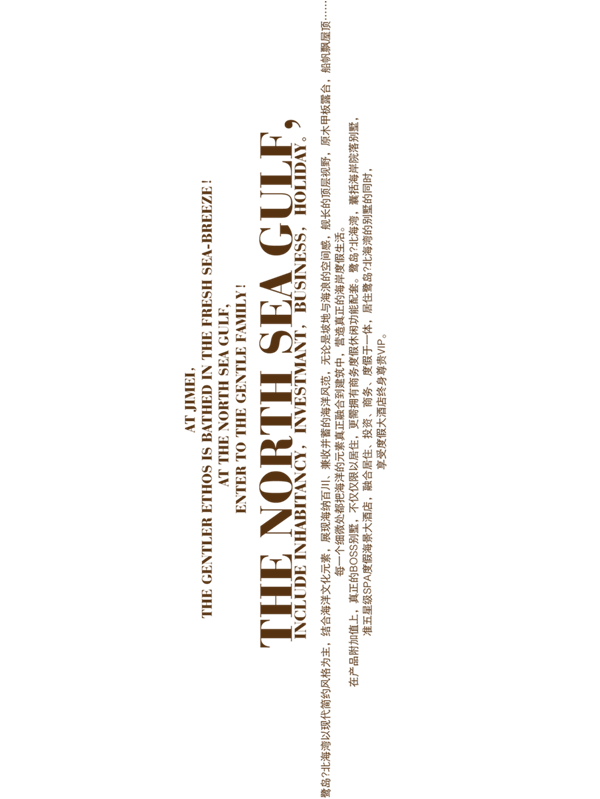 AT JIMEI,
THE GENTLER ETHOS IS BATHED IN THE FRESH SEA-BREEZE！
AT THE NORTH SEA GULF,
ENTER TO THE GENTLE FAMILY！
THE NORTH SEA GULF,
INCLUDE INHABITANCY，INVESTMANT，BUSINESS，HOLIDAY。
鹭岛?北海湾以现代简约风格为主，结合海洋文化元素，展现海纳百川、兼收并蓄的海洋风范，无论是坡地与海浪的空间感，舰长的顶层视野，原木甲板露台，船帆飘屋顶……
每一个细微处都把海洋的元素真正融合到建筑中，营造真正的海岸度假生活。
在产品附加值上，真正的BOSS别墅，不仅仅限以居住，更需拥有商务度假休闲功能配套。鹭岛?北海湾，囊括海岸院落别墅，
准五星级SPA度假海景大酒店，融合居住、投资、商务、度假于一体，居住鹭岛?北海湾的别墅的同时，
享受度假大酒店终身尊贵VIP。